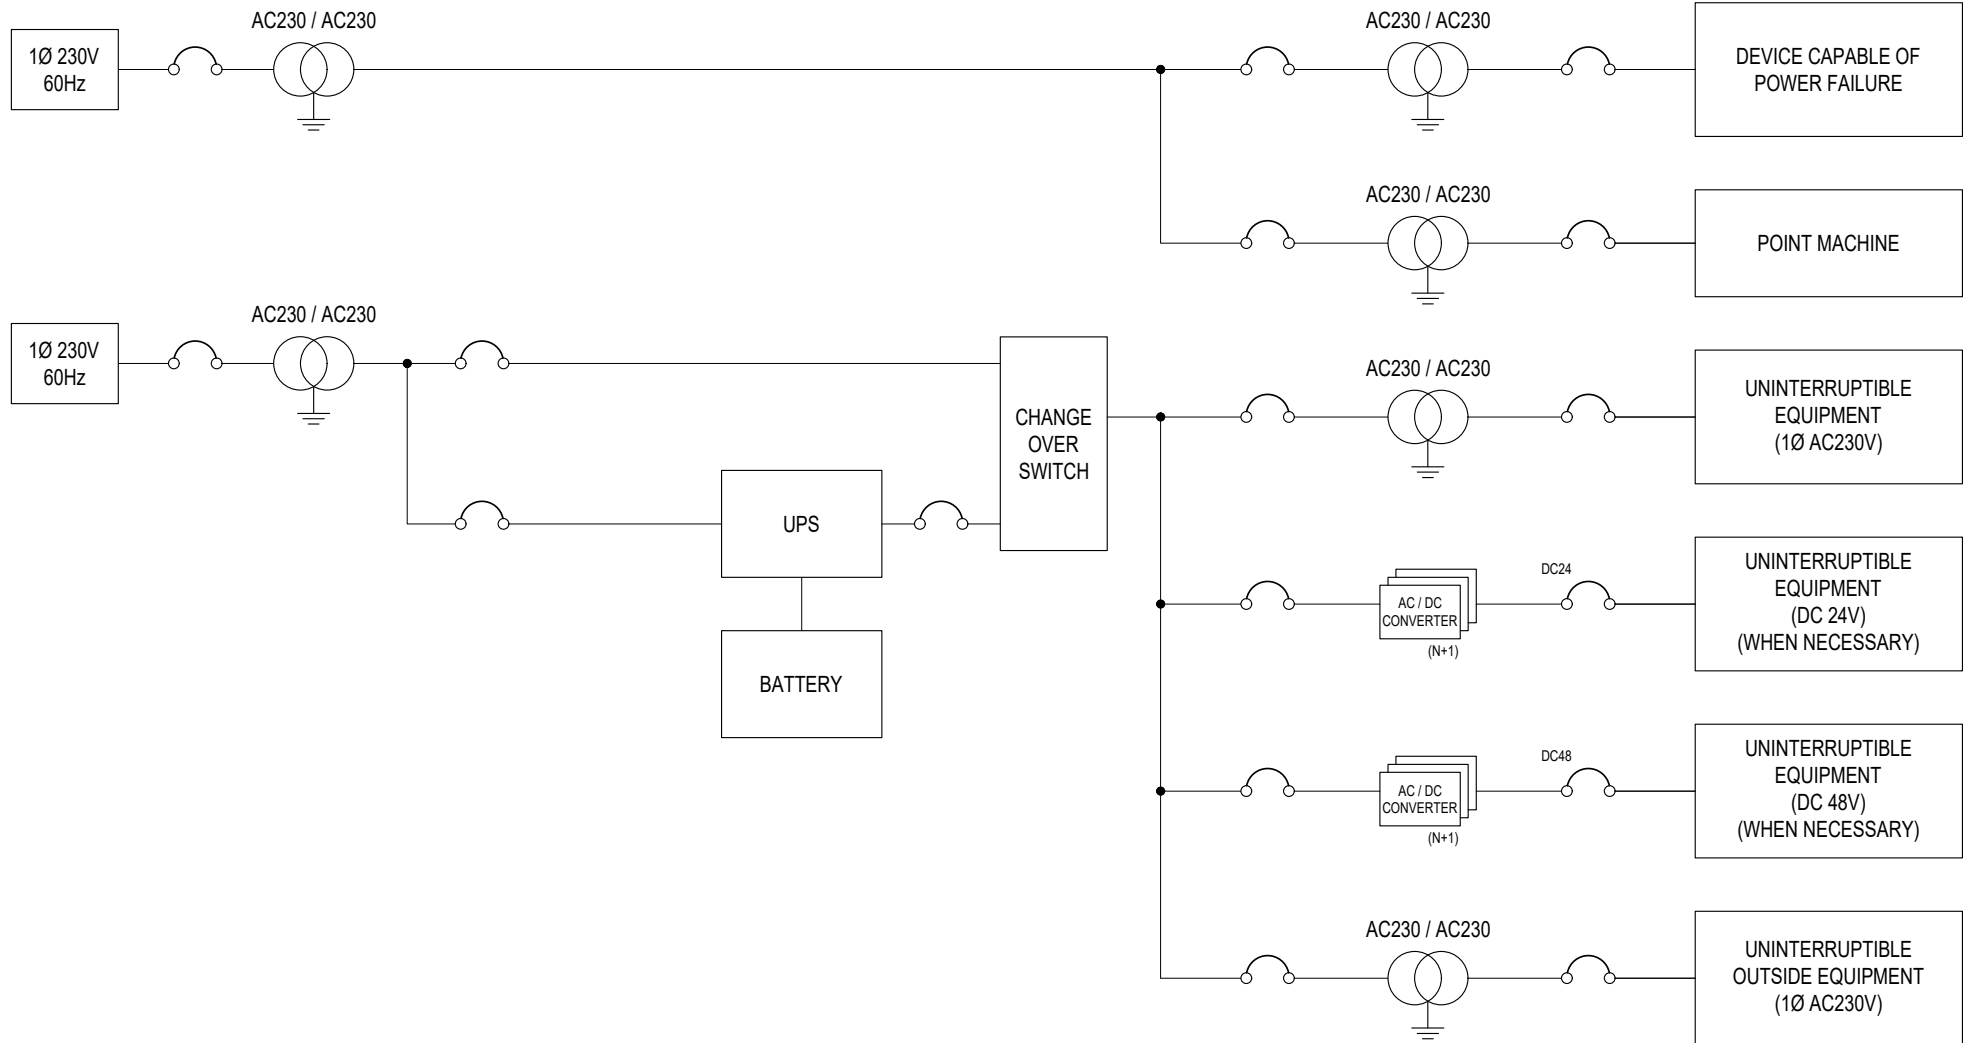 AC230 / AC230
AC230 / AC230
1Ø 230V
60Hz
DEVICE CAPABLE OF
POWER FAILURE
AC230 / AC230
POINT MACHINE
AC230 / AC230
1Ø 230V
60Hz
CHANGE
OVER
SWITCH
AC230 / AC230
UNINTERRUPTIBLE
EQUIPMENT
(1Ø AC230V)
UPS
BATTERY
AC / DC
CONVERTER
(N+1)
DC24
UNINTERRUPTIBLE
EQUIPMENT
(DC 24V)
(WHEN NECESSARY)
AC / DC
CONVERTER
(N+1)
DC48
UNINTERRUPTIBLE
EQUIPMENT
(DC 48V)
(WHEN NECESSARY)
AC230 / AC230
UNINTERRUPTIBLE
OUTSIDE EQUIPMENT
(1Ø AC230V)